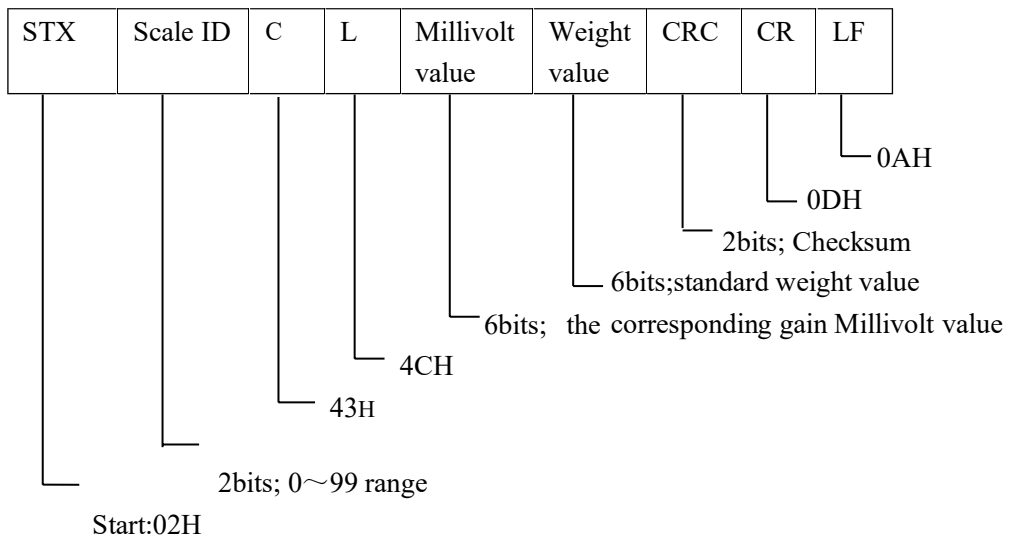 STX Scale ID C L Millivolt value Weight value CRC CR LF
0AH
0DH
2bits; Checksum
6bits;standard weight value
6bits; the corresponding gain Millivolt value
4CH
43H
2bits; 0～99 range
Start:02H